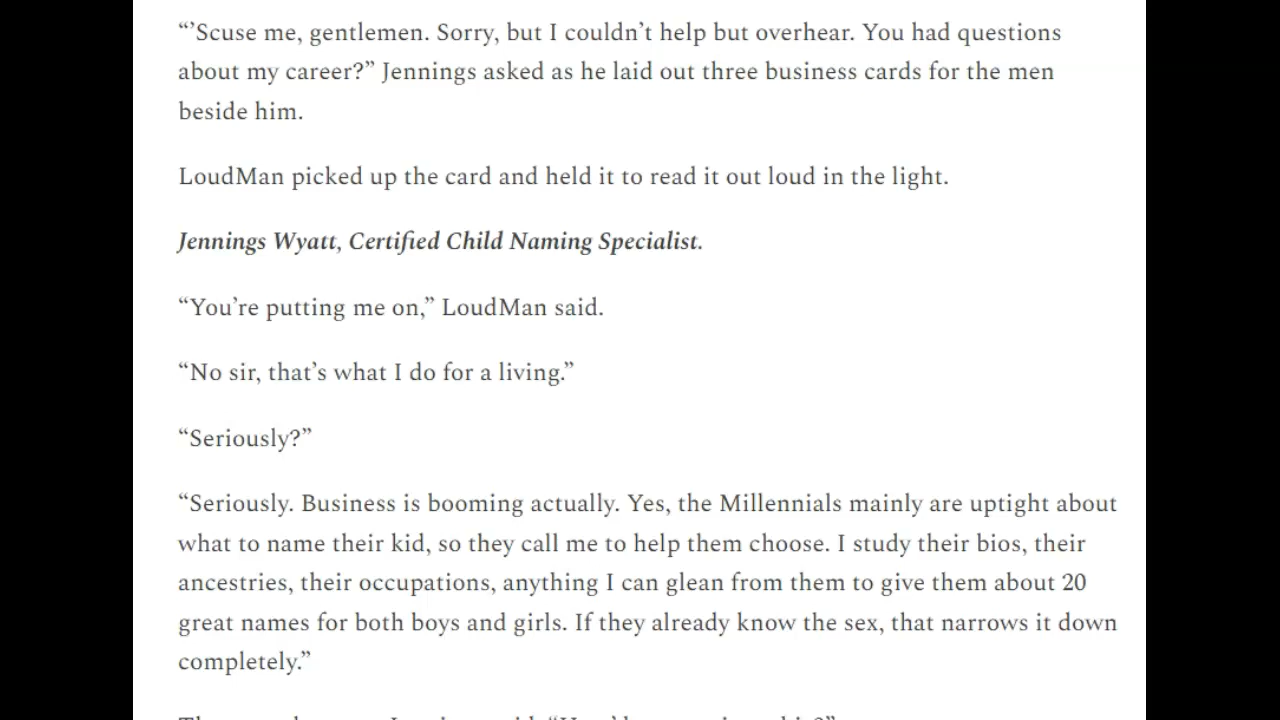 “’Scuse me, gentlemen. Sorry, but I couldn’t help but overhear. You had questions
about my career?” Jennings asked as he laid out three business cards for the men
beside him.
LoudMan picked up the card and held it to read it out loud in the light.
Jennings Wyatt, Certified Child Naming Specialist.
“You’re putting me on,” LoudMan said.
“No sir, that’s what I do for a living.”
“Seriously?”
“Seriously. Business is booming actually. Yes, the Millennials mainly are uptight about
what to name their kid, so they call me to help them choose. I study their bios, their
ancestries, their occupations, anything I can glean from them to give them about 20
great names for both boys and girls. If they already know the sex, that narrows it down
completely.”